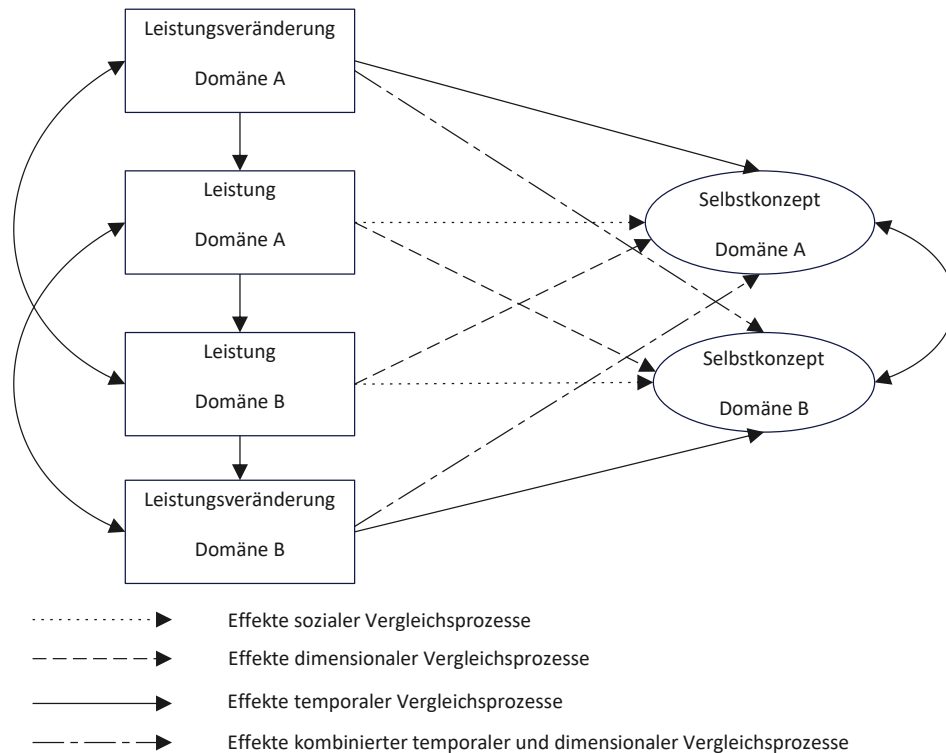 Leistungsveränderung
Domäne A
Leistung
Domäne A
Selbstkonzept
Domäne A
Leistung
Domäne B
Selbstkonzept
Domäne B
Leistungsveränderung
Domäne B
Effekte sozialer Vergleichsprozesse
Effekte dimensionaler Vergleichsprozesse
Effekte temporaler Vergleichsprozesse
Effekte kombinierter temporaler und dimensionaler Vergleichsprozesse